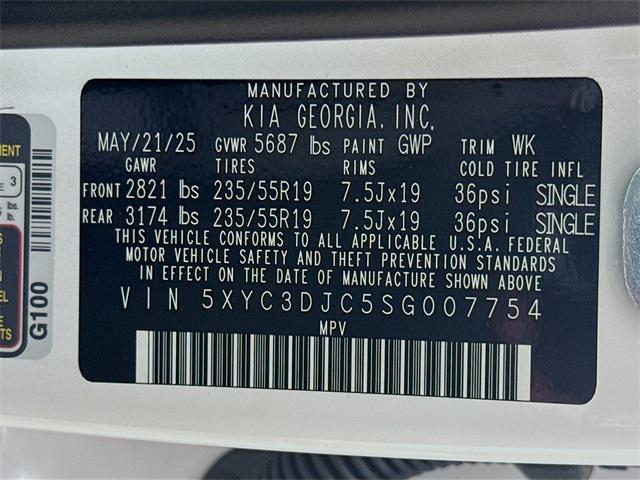 MANUFACTURED BY
KIA GEORGIA, INC.
MAY/21/25 GVWR 5687 lbs PAINT GWP TRIM WK
GAWR TIRES RIMS COLD TIRE INFL
FRONT 2821 lbs 235/55R19 7.5Jx19 36psi SINGLE
REAR 3174 lbs 235/55R19 7.5Jx19 36psi SINGLE
THIS VEHICLE CONFORMS TO ALL APPLICABLE U.S.A. FEDERAL
MOTOR VEHICLE SAFETY AND THEFT PREVENTION STANDARDS
IN EFFECT ON THE DATE OF MANUFACTURE SHOWN ABOVE
VIN 5XYC3DJC5SG007754
MPV
3
lbs.
lb.
G100